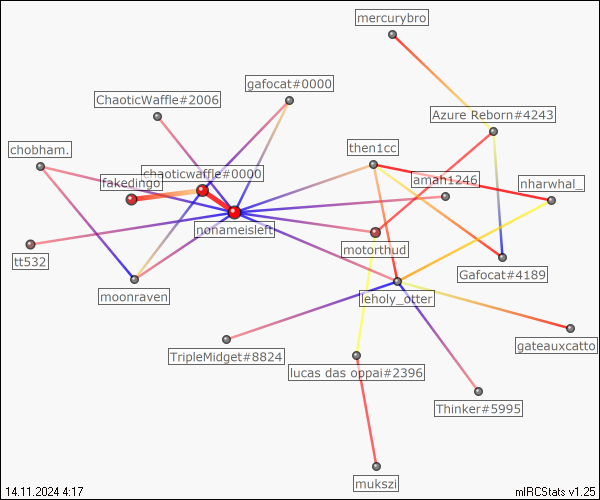 mercurybro
gafocat#0000
ChaoticWaffle#2006
Azure Reborn#4243
chobham.
then1cc
chaoticwaffle#0000
fakedingo
amah1246
nharwhal_
nonameisleft
motorthud
tt532
Gafocat#4189
moonraven
leholy_otter
gateauxcatto
TripleMidget#8824
lucas das oppai#2396
Thinker#5995
mukszi
14.11.2024 4:17
mIRCStats v1.25